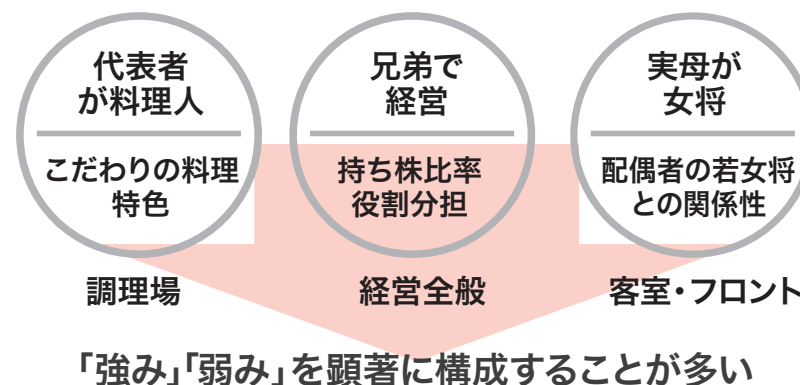 代表者
が料理人
こだわりの料理
特色
調理場
兄弟で
経営
持ち株比率
役割分担
経営全般
実母が
女将
配偶者の若女将
との関係性
客室・フロント
「強み」「弱み」を顕著に構成することが多い